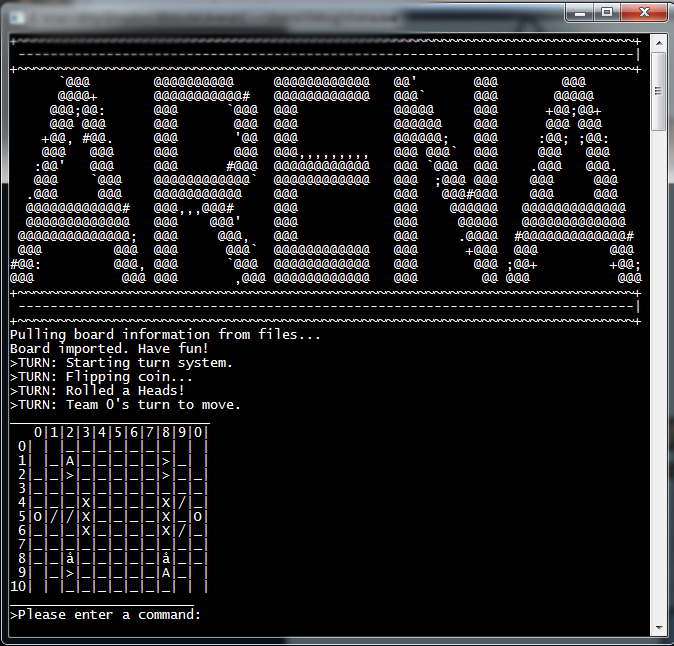 ARENA
Pulling board information from files...
Board imported. Have fun!
>TURN: Starting turn system.
>TURN: Flipping coin...
>TURN: Rolled a Heads!
>TURN: Team O's turn to move.
0|1|2|3|4|5|6|7|8|9|0|
0| | |_|_|_|_|_|_|_| | |
1| |_|A|_|_|_|_|_|>|_| |
2|_|_|>|_|_|_|_|_|>|_|_|
3|_|_|_|_|_|_|_|_|_|_|_|
4|_|_|_|X|_|_|_|_|X|/|_|
5|O|/|/|X|_|_|_|_|X|_|O|
6|_|_|_|X|_|_|_|_|X|/|_|
7|_|_|_|_|_|_|_|_|_|_|_|
8|_|_|å|_|_|_|_|_|å|_|_|
9| |_|>|_|_|_|_|_|A|_| |
10| | |_|_|_|_|_|_|_| | |
>Please enter a command: